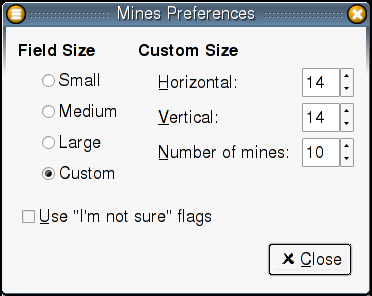 Mines Preferences
Field Size
Small
Medium
Large
Custom
Custom Size
Horizontal: 14
Vertical: 14
Number of mines: 10
Use "I'm not sure" flags
Close